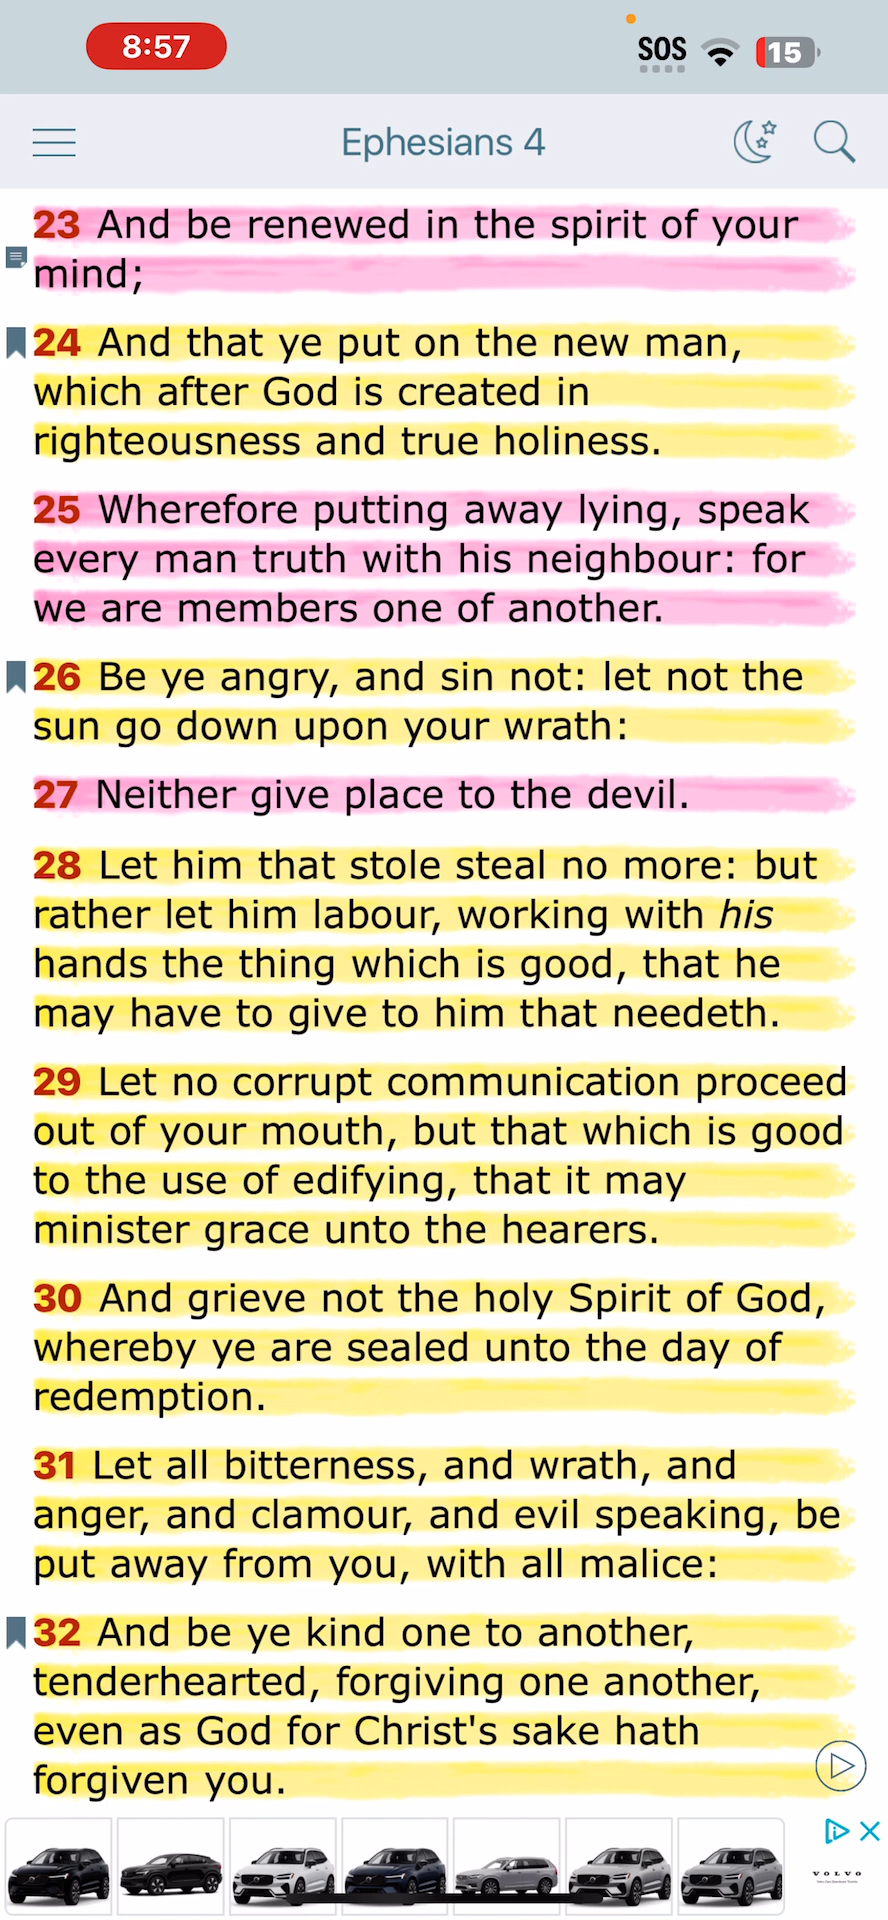 8:57
SOS
15
Ephesians 4
23 And be renewed in the spirit of your
mind;
24 And that ye put on the new man,
which after God is created in
righteousness and true holiness.
25 Wherefore putting away lying, speak
every man truth with his neighbour: for
we are members one of another.
26 Be ye angry, and sin not: let not the
sun go down upon your wrath:
27 Neither give place to the devil.
28 Let him that stole steal no more: but
rather let him labour, working with his
hands the thing which is good, that he
may have to give to him that needeth.
29 Let no corrupt communication proceed
out of your mouth, but that which is good
to the use of edifying, that it may
minister grace unto the hearers.
30 And grieve not the holy Spirit of God,
whereby ye are sealed unto the day of
redemption.
31 Let all bitterness, and wrath, and
anger, and clamour, and evil speaking, be
put away from you, with all malice:
32 And be ye kind one to another,
tenderhearted, forgiving one another,
even as God for Christ's sake hath
forgiven you.
VOLVO